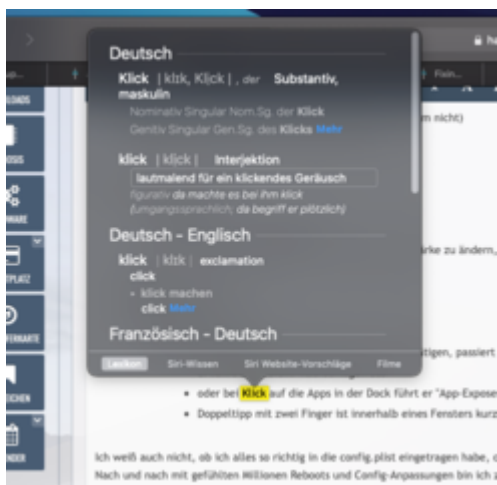 Fixin...
Deutsch
Klick | klɪk, Klịck | , der Substantiv,
maskulin
Nominativ Singular Nom.Sg. der Klick
Genitiv Singular Gen.Sg. des Klicks Mehr
klick | klịck | Interjektion
lautmalend für ein klickendes Geräusch
figurativ da machte es bei ihm klick
(umgangssprachlich; da begriff er plötzlich)
Deutsch – Englisch
klick | klɪk | exclamation
click
- klick machen
click Mehr
Französisch – Deutsch
Lexikon Siri-Wissen Siri Website-Vorschläge Filme
m nicht)
ärke zu ändern,
tigen, passiert
• oder bei Klick auf die Apps in der Dock führt er "App-Expose
• Doppeltipp mit zwei Finger ist innerhalb eines Fensters kurz
Ich weiß auch nicht, ob ich alles so richtig in die config.plist eingetragen habe,
Nach und nach mit gefühlten Millionen Reboots und Config-Anpassungen bin ich